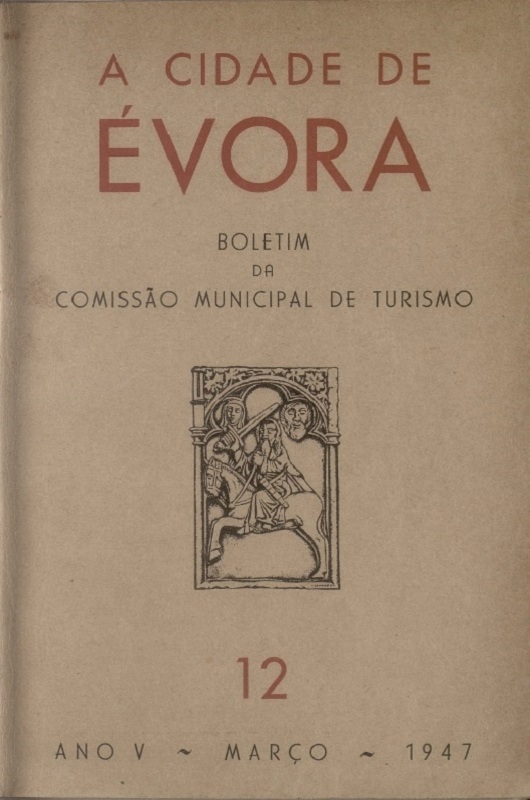 A CIDADE DE
ÉVORA
BOLETIM
DA
COMISSÃO MUNICIPAL DE TURISMO
12
ANO V ~ MARÇO ~ 1947